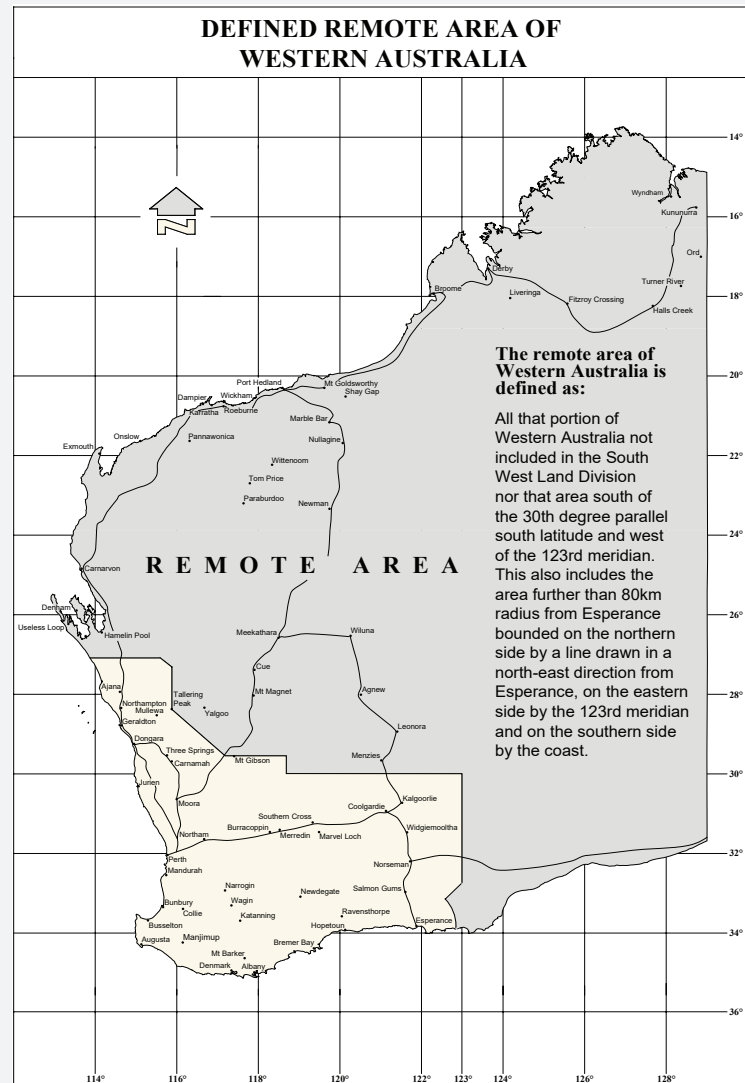 DEFINED REMOTE AREA OF
WESTERN AUSTRALIA
14°
N
Wyndham
Kununurra
16°
Ord
Derby
Turner River
Broome
Liveringa
Fitzroy Crossing
18°
Halls Creek
The remote area of
Western Australia is
defined as:
All that portion of
Western Australia not
included in the South
West Land Division
nor that area south of
the 30th degree parallel
south latitude and west
of the 123rd meridian.
This also includes the
area further than 80km
radius from Esperance
bounded on the northern
side by a line drawn in a
north-east direction from
Esperance, on the eastern
side by the 123rd meridian
and on the southern side
by the coast.
20°
Port Hedland
Mt Goldsworthy
Shay Gap
Dampier
Wickham
Karratha
Roeburne
Marble Bar
Onslow
Pannawonica
Nullagine
Exmouth
22°
Wittenoom
Tom Price
Paraburdoo
Newman
24°
REMOTE AREA
Carnarvon
Denham
26°
Useless Loop
Hamelin Pool
Meekathara
Wiluna
Cue
Ajana
Tallering
Peak
Mt Magnet
Agnew
28°
Northampton
Mullewa
Yalgoo
Geraldton
Leonora
Dongara
Three Springs
Carnamah
Mt Gibson
Menzies
30°
Jurien
Moora
Kalgoorlie
Coolgardie
Southern Cross
Burracoppin
Widgiemooltha
Northam
Merredin
Marvel Loch
32°
Perth
Mandurah
Norseman
Narrogin
Newdegate
Salmon Gums
Bunbury
Wagin
Collie
Katanning
Ravensthorpe
Busselton
Hopetoun
Esperance
34°
Augusta
Manjimup
Bremer Bay
Mt Barker
Denmark
Albany
36°
114°
116°
118°
120°
122°
123°
124°
126°
128°